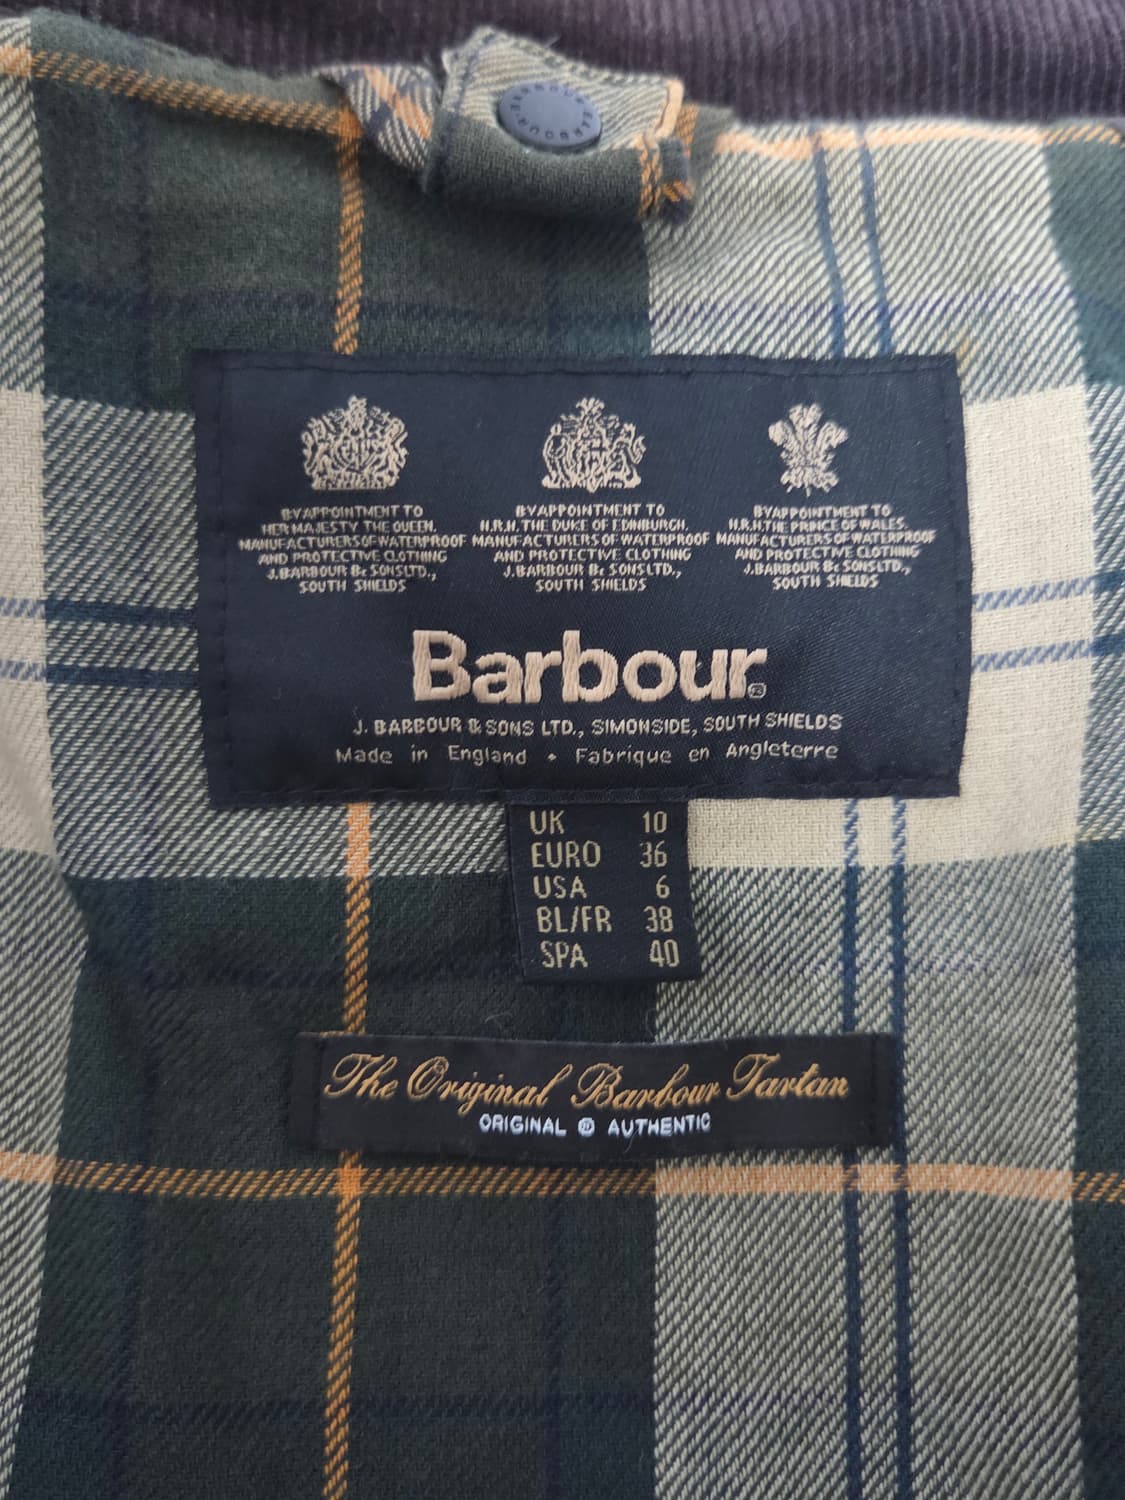 BARBOUR BARBOUR
BY APPOINTMENT TO
HER MAJESTY THE QUEEN.
MANUFACTURERS OF WATERPROOF
AND PROTECTIVE CLOTHING
J. BARBOUR & SONS LTD.,
SOUTH SHIELDS
BY APPOINTMENT TO
H.R.H. THE DUKE OF EDINBURGH.
MANUFACTURERS OF WATERPROOF
AND PROTECTIVE CLOTHING
J. BARBOUR & SONS LTD.,
SOUTH SHIELDS
BY APPOINTMENT TO
H.R.H. THE PRINCE OF WALES.
MANUFACTURERS OF WATERPROOF
AND PROTECTIVE CLOTHING
J. BARBOUR & SONS LTD.,
SOUTH SHIELDS
Barbour®
J. BARBOUR & SONS LTD., SIMONSIDE, SOUTH SHIELDS
Made in England • Fabrique en Angleterre
UK 10
EURO 36
USA 6
BL/FR 38
SPA 40
The Original Barbour Tartan
ORIGINAL AUTHENTIC